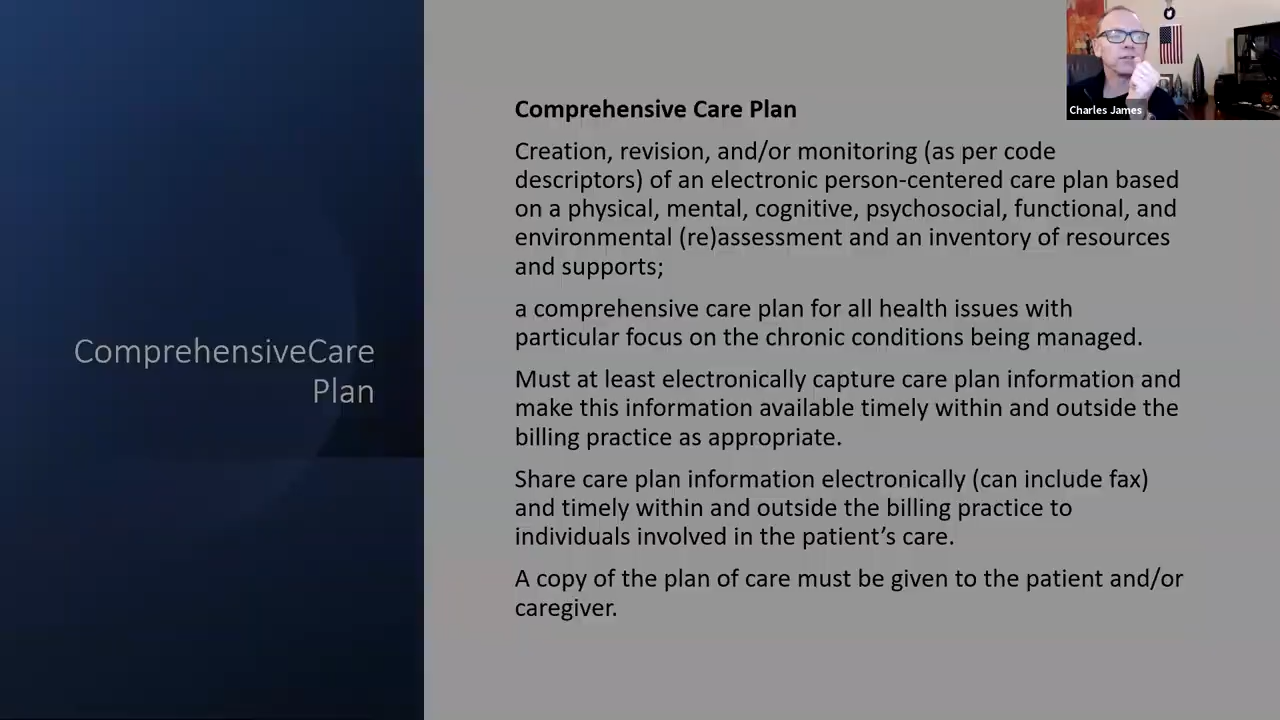 ComprehensiveCare
Plan
Comprehensive Care Plan
Creation, revision, and/or monitoring (as per code
descriptors) of an electronic person-centered care plan based
on a physical, mental, cognitive, psychosocial, functional, and
environmental (re)assessment and an inventory of resources
and supports;
a comprehensive care plan for all health issues with
particular focus on the chronic conditions being managed.
Must at least electronically capture care plan information and
make this information available timely within and outside the
billing practice as appropriate.
Share care plan information electronically (can include fax)
and timely within and outside the billing practice to
individuals involved in the patient’s care.
A copy of the plan of care must be given to the patient and/or
caregiver.
Charles James